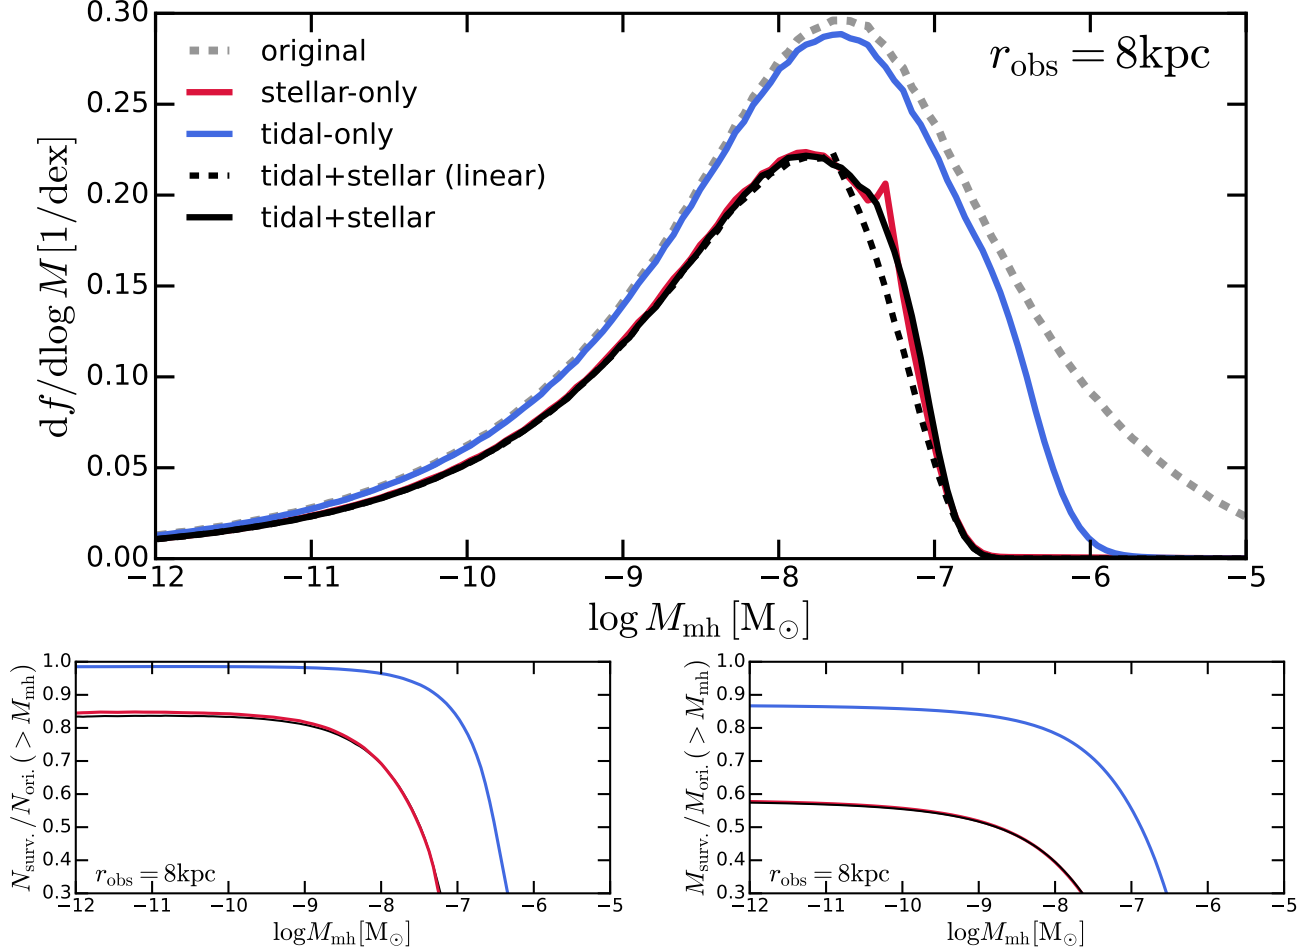 0.30
0.25
0.20
0.15
0.10
0.05
0.00
df/dlog M [1/dex]
original
stellar-only
tidal-only
tidal+stellar (linear)
tidal+stellar
r_obs = 8kpc
−12 −11 −10 −9 −8 −7 −6 −5
log M_mh [M_⊙]
1.0
0.9
0.8
0.7
0.6
0.5
0.4
0.3
N_surv./N_ori.(> M_mh)
r_obs = 8kpc
−12 −11 −10 −9 −8 −7 −6 −5
log M_mh [M_⊙]
1.0
0.9
0.8
0.7
0.6
0.5
0.4
0.3
M_surv./M_ori.(> M_mh)
r_obs = 8kpc
−12 −11 −10 −9 −8 −7 −6 −5
log M_mh [M_⊙]